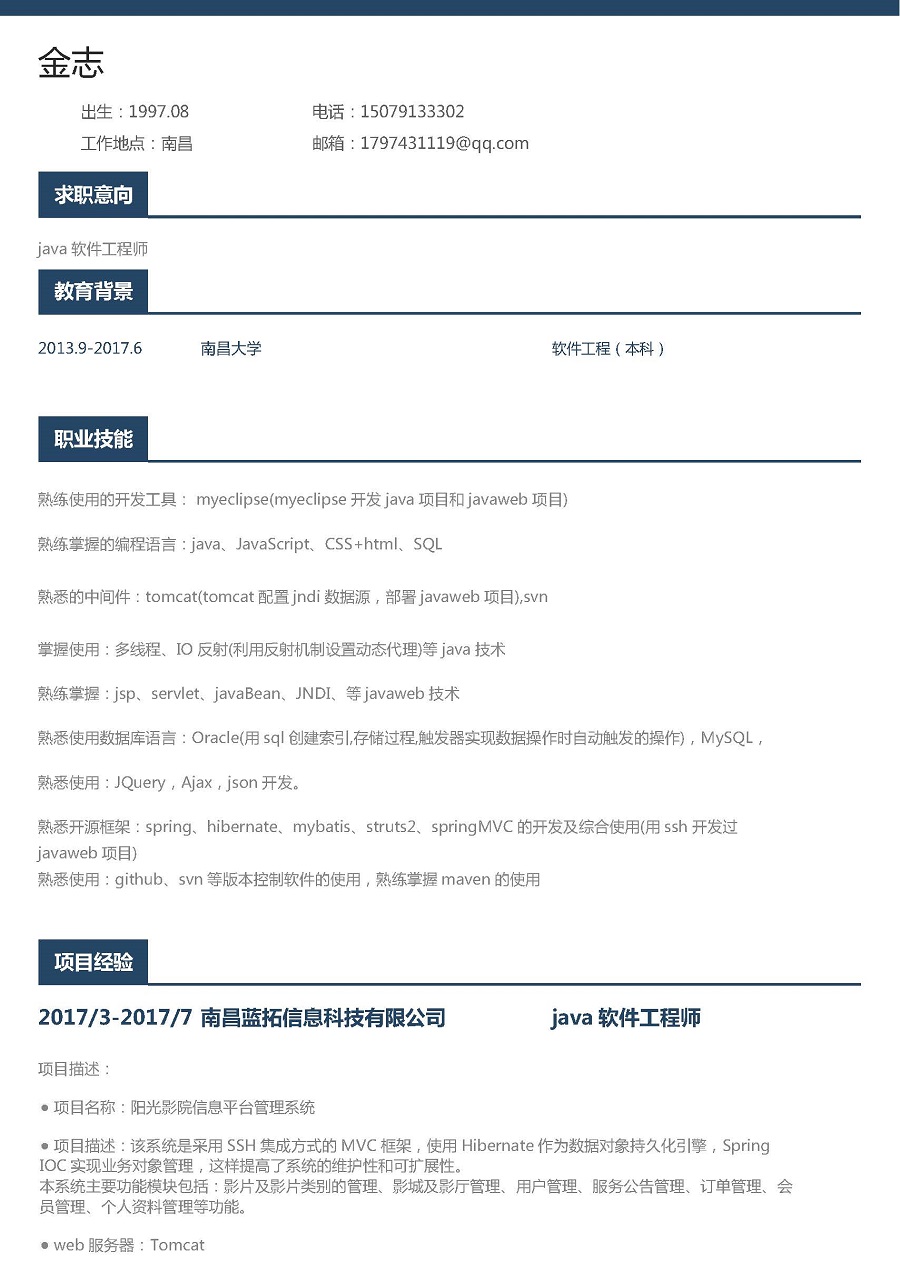 金志
出生：1997.08 电话：15079133302
工作地点：南昌 邮箱：1797431119@qq.com
求职意向
java 软件工程师
教育背景
2013.9-2017.6 南昌大学 软件工程（本科）
职业技能
熟练使用的开发工具： myeclipse(myeclipse 开发 java 项目和 javaweb 项目)
熟练掌握的编程语言：java、JavaScript、CSS+html、SQL
熟悉的中间件：tomcat(tomcat 配置 jndi 数据源，部署 javaweb 项目),svn
掌握使用：多线程、IO 反射(利用反射机制设置动态代理)等 java 技术
熟练掌握：jsp、servlet、javaBean、JNDI、等 javaweb 技术
熟悉使用数据库语言：Oracle(用 sql 创建索引,存储过程,触发器实现数据操作时自动触发的操作)，MySQL，
熟悉使用：JQuery，Ajax，json 开发。
熟悉开源框架：spring、hibernate、mybatis、struts2、springMVC 的开发及综合使用(用 ssh 开发过
javaweb 项目)
熟悉使用：github、svn 等版本控制软件的使用，熟练掌握 maven 的使用
项目经验
2017/3-2017/7 南昌蓝拓信息科技有限公司 java 软件工程师
项目描述：
●项目名称：阳光影院信息平台管理系统
●项目描述：该系统是采用 SSH 集成方式的 MVC 框架，使用 Hibernate 作为数据对象持久化引擎，Spring
IOC 实现业务对象管理，这样提高了系统的维护性和可扩展性。
本系统主要功能模块包括：影片及影片类别的管理、影城及影厅管理、用户管理、服务公告管理、订单管理、会
员管理、个人资料管理等功能。
●web 服务器：Tomcat